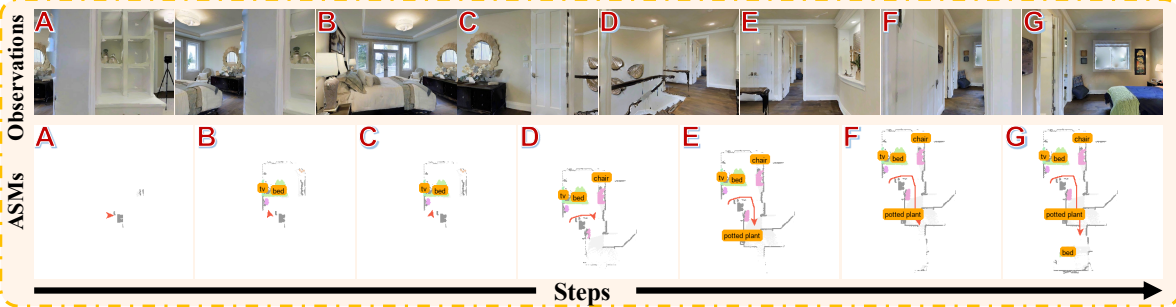 Observations
A B C D E F G
ASMs
A B C D E F G
tv bed
tv bed
chair
tv bed
chair
tv bed
potted plant
chair
tv bed
potted plant
chair
tv bed
potted plant
bed
Steps